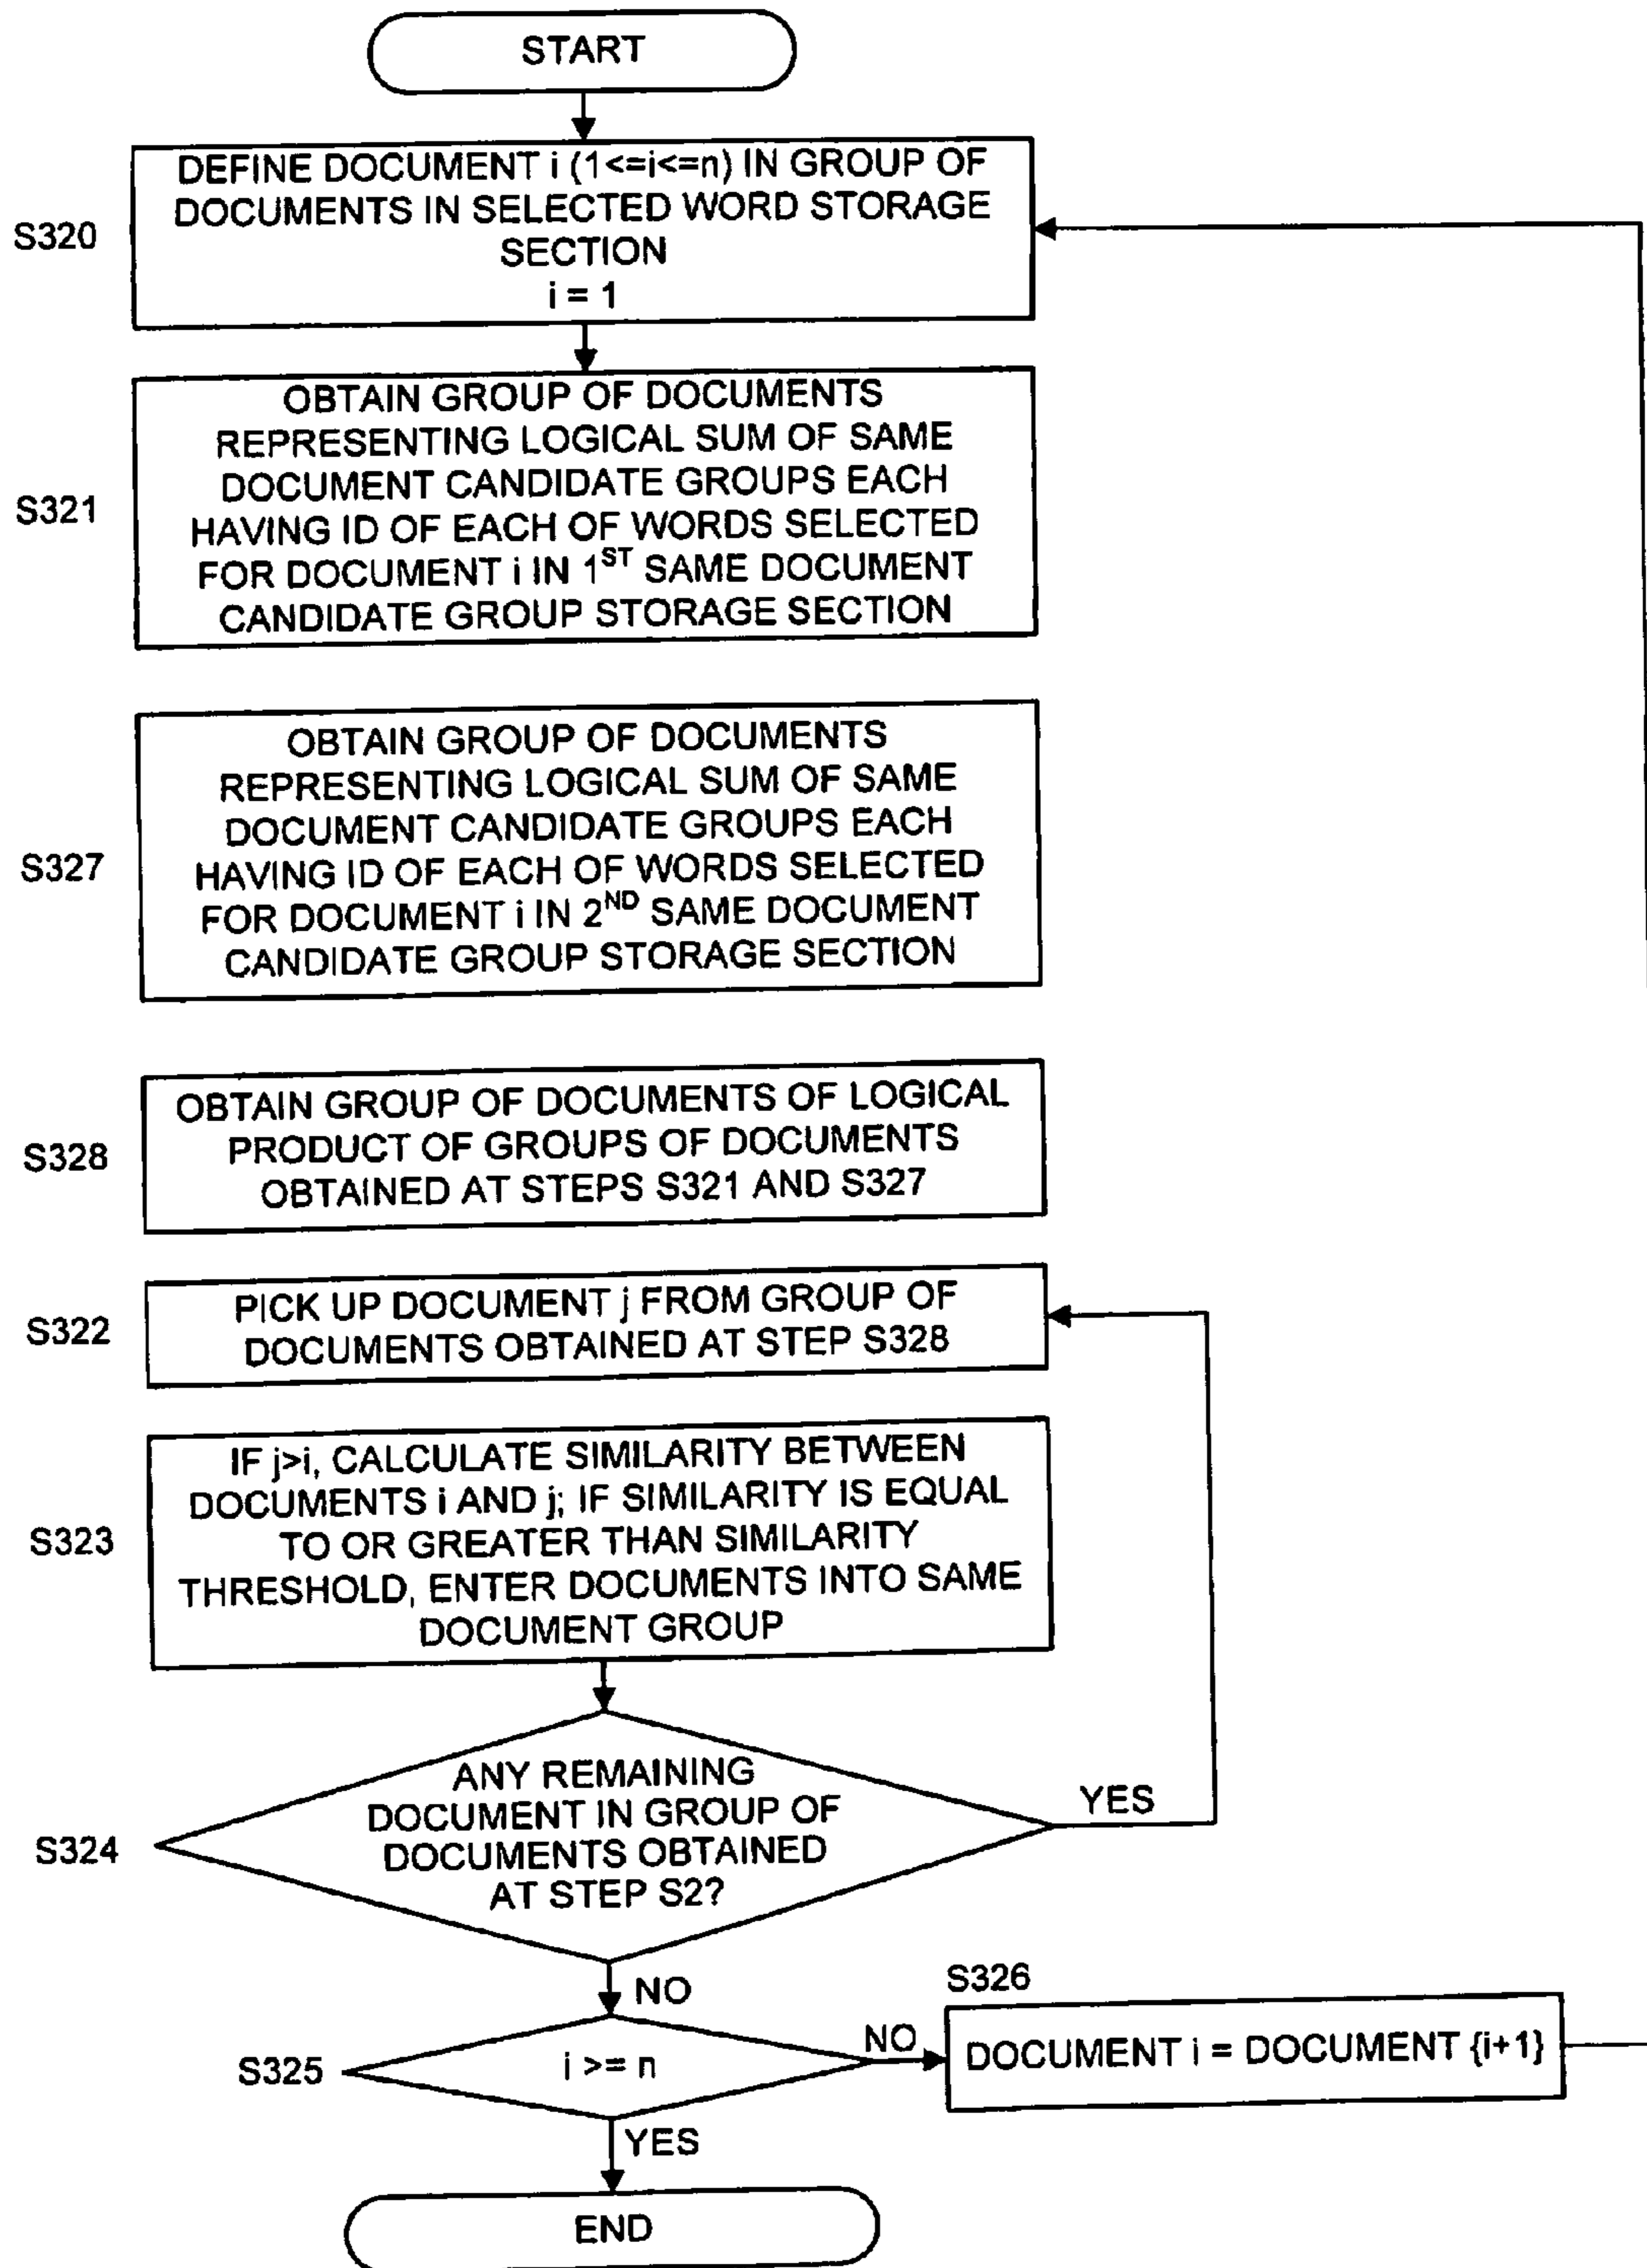 START
S320
DEFINE DOCUMENT i (1<=i<=n) IN GROUP OF
DOCUMENTS IN SELECTED WORD STORAGE
SECTION
i = 1
S321
OBTAIN GROUP OF DOCUMENTS
REPRESENTING LOGICAL SUM OF SAME
DOCUMENT CANDIDATE GROUPS EACH
HAVING ID OF EACH OF WORDS SELECTED
FOR DOCUMENT i IN 1ST SAME DOCUMENT
CANDIDATE GROUP STORAGE SECTION
S327
OBTAIN GROUP OF DOCUMENTS
REPRESENTING LOGICAL SUM OF SAME
DOCUMENT CANDIDATE GROUPS EACH
HAVING ID OF EACH OF WORDS SELECTED
FOR DOCUMENT i IN 2ND SAME DOCUMENT
CANDIDATE GROUP STORAGE SECTION
S328
OBTAIN GROUP OF DOCUMENTS OF LOGICAL
PRODUCT OF GROUPS OF DOCUMENTS
OBTAINED AT STEPS S321 AND S327
S322
PICK UP DOCUMENT j FROM GROUP OF
DOCUMENTS OBTAINED AT STEP S328
S323
IF j>i, CALCULATE SIMILARITY BETWEEN
DOCUMENTS i AND j; IF SIMILARITY IS EQUAL
TO OR GREATER THAN SIMILARITY
THRESHOLD, ENTER DOCUMENTS INTO SAME
DOCUMENT GROUP
S324
ANY REMAINING
DOCUMENT IN GROUP OF
DOCUMENTS OBTAINED
AT STEP S2?
YES
NO
S325
i >= n
NO
S326
DOCUMENT i = DOCUMENT {i+1}
YES
END